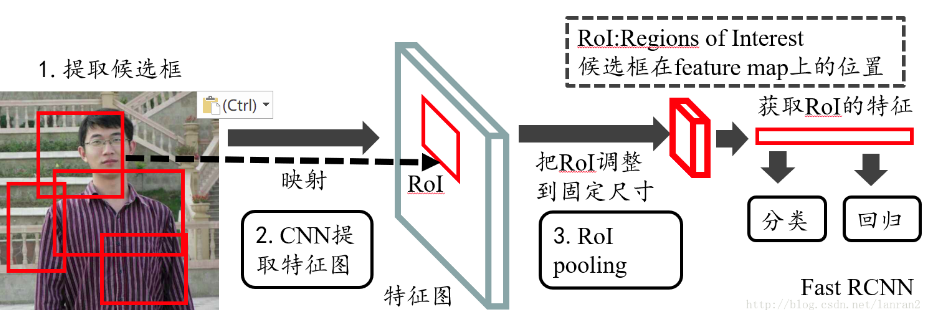 1. 提取候选框
(Ctrl)
映射
2. CNN提
取特征图
RoI
特征图
把RoI调整
到固定尺寸
3. RoI
pooling
RoI:Regions of Interest
候选框在feature map上的位置
获取RoI的特征
分类
回归
Fast RCNN
http://blog.csdn.net/lanran2